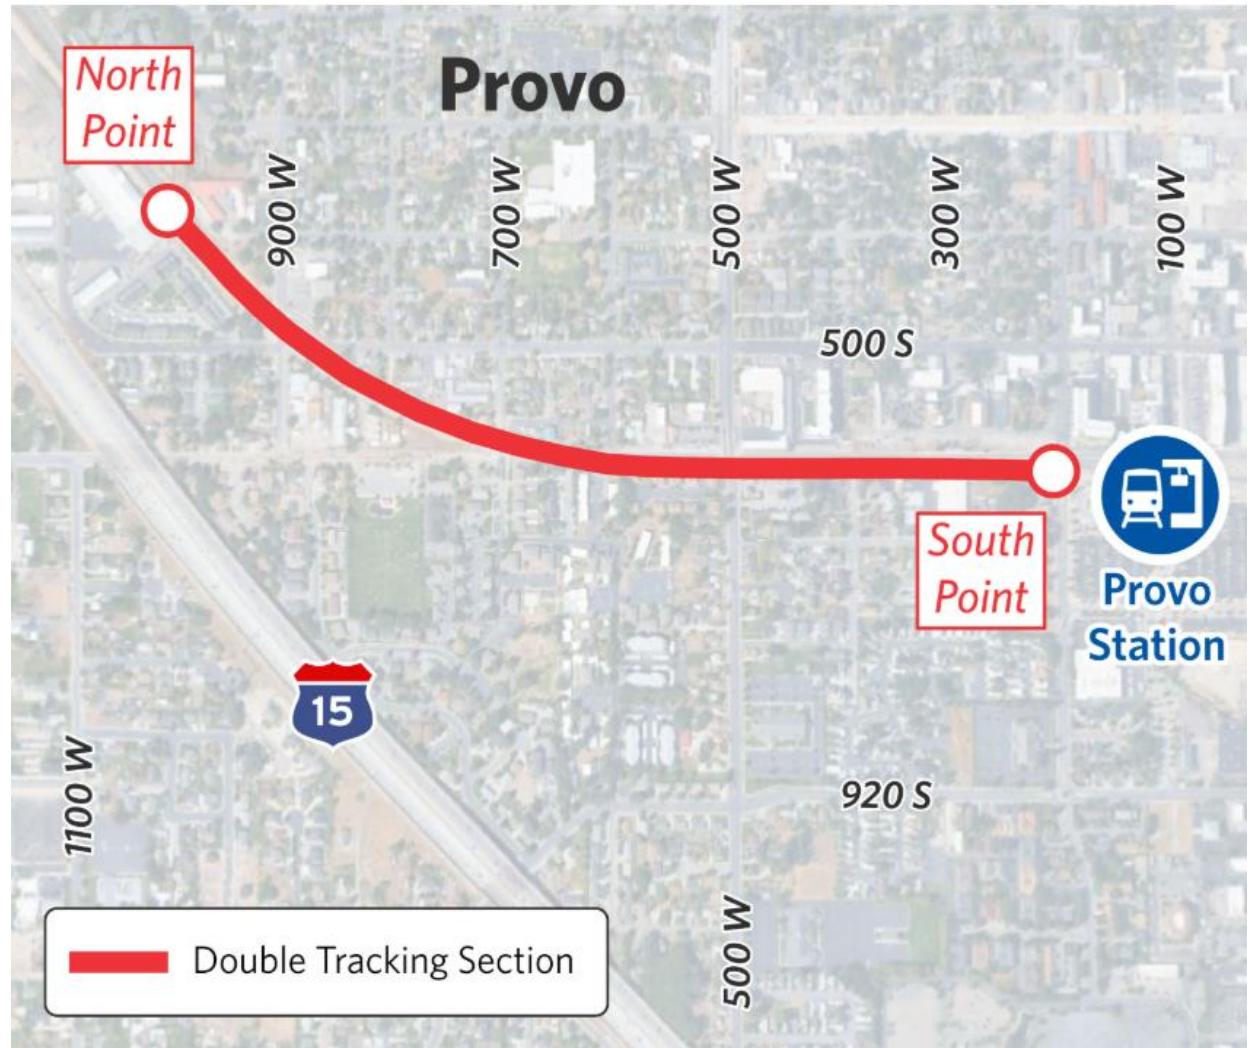 North
Point
Provo
900 W
700 W
500 W
300 W
100 W
500 S
South
Point
Provo
Station
15
1100 W
920 S
500 W
Double Tracking Section